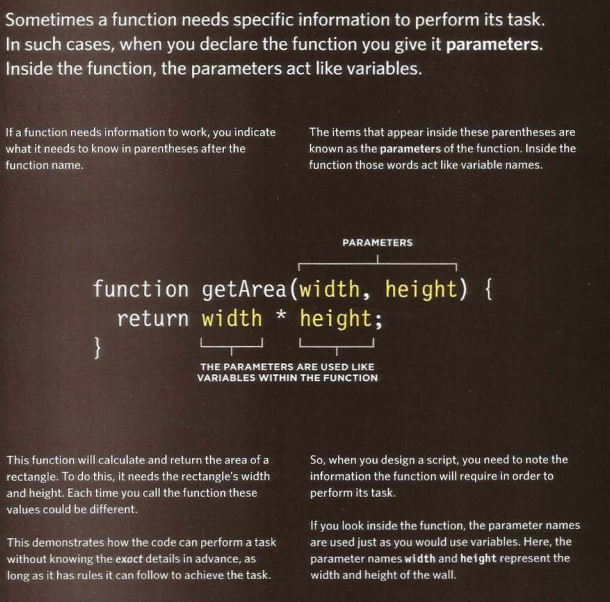 Sometimes a function needs specific information to perform its task.
In such cases, when you declare the function you give it parameters.
Inside the function, the parameters act like variables.
If a function needs information to work, you indicate
what it needs to know in parentheses after the
function name.
The items that appear inside these parentheses are
known as the parameters of the function. Inside the
function those words act like variable names.
PARAMETERS
function getArea(width, height) {
return width * height;
}
THE PARAMETERS ARE USED LIKE
VARIABLES WITHIN THE FUNCTION
This function will calculate and return the area of a
rectangle. To do this, it needs the rectangle's width
and height. Each time you call the function these
values could be different.
This demonstrates how the code can perform a task
without knowing the exact details in advance, as
long as it has rules it can follow to achieve the task.
So, when you design a script, you need to note the
information the function will require in order to
perform its task.
If you look inside the function, the parameter names
are used just as you would use variables. Here, the
parameter names width and height represent the
width and height of the wall.